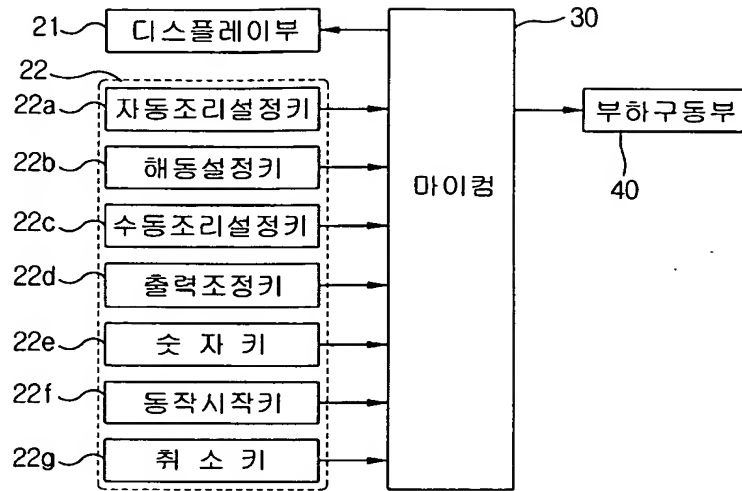 21 디스플레이부
30
22
22a 자동조리설정키
22b 해동설정키
22c 수동조리설정키
22d 출력조정키
22e 숫 자 키
22f 동작시작키
22g 취 소 키
마이컴
부하구동부
40